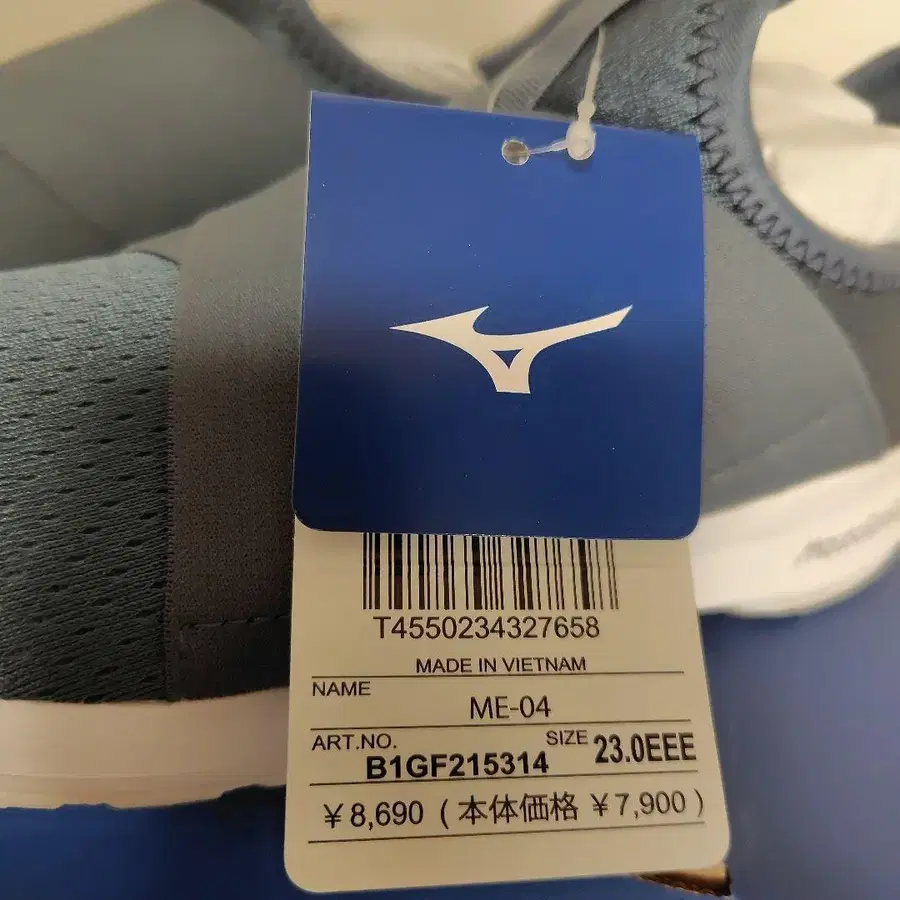 T4550234327658
MADE IN VIETNAM
NAME
ME-04
ART.NO.
B1GF215314
SIZE
23.0EEE
¥8,690 (本体価格 ¥7,900)